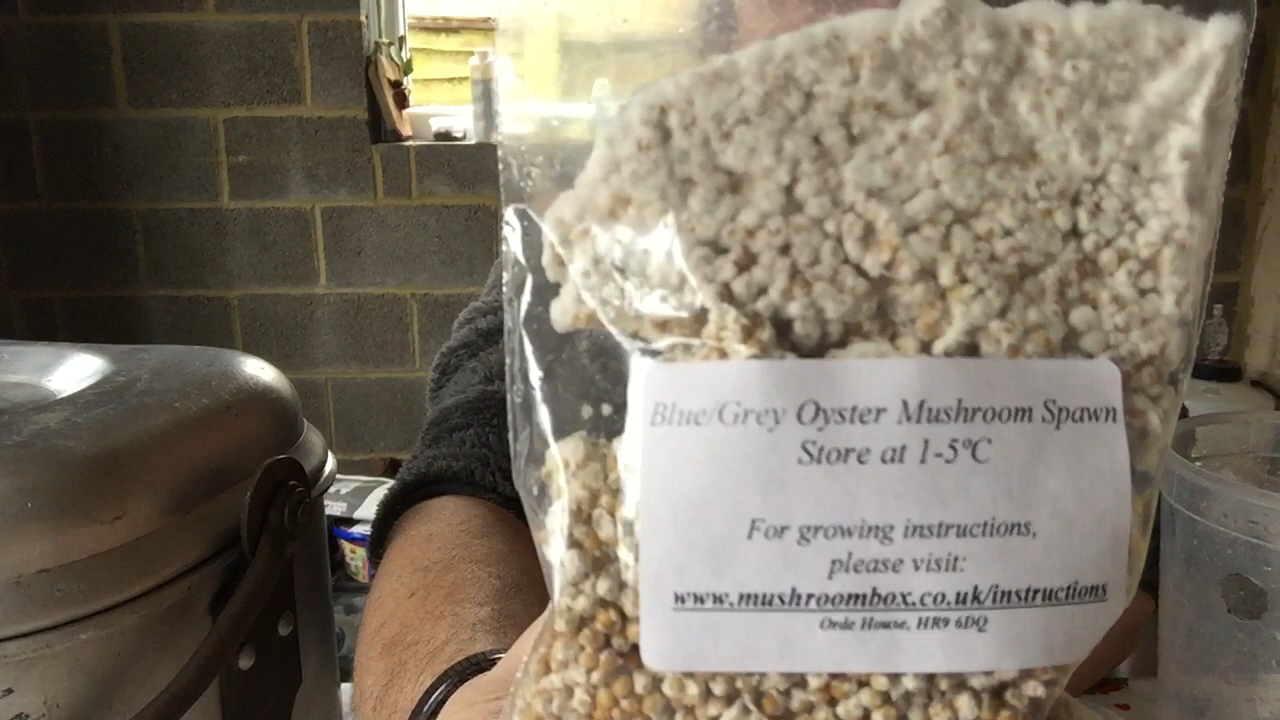 Blue/Grey Oyster Mushroom Spawn
Store at 1-5ºC
For growing instructions,
please visit:
www.mushroombox.co.uk/instructions
Orde House, HR9 6DQ